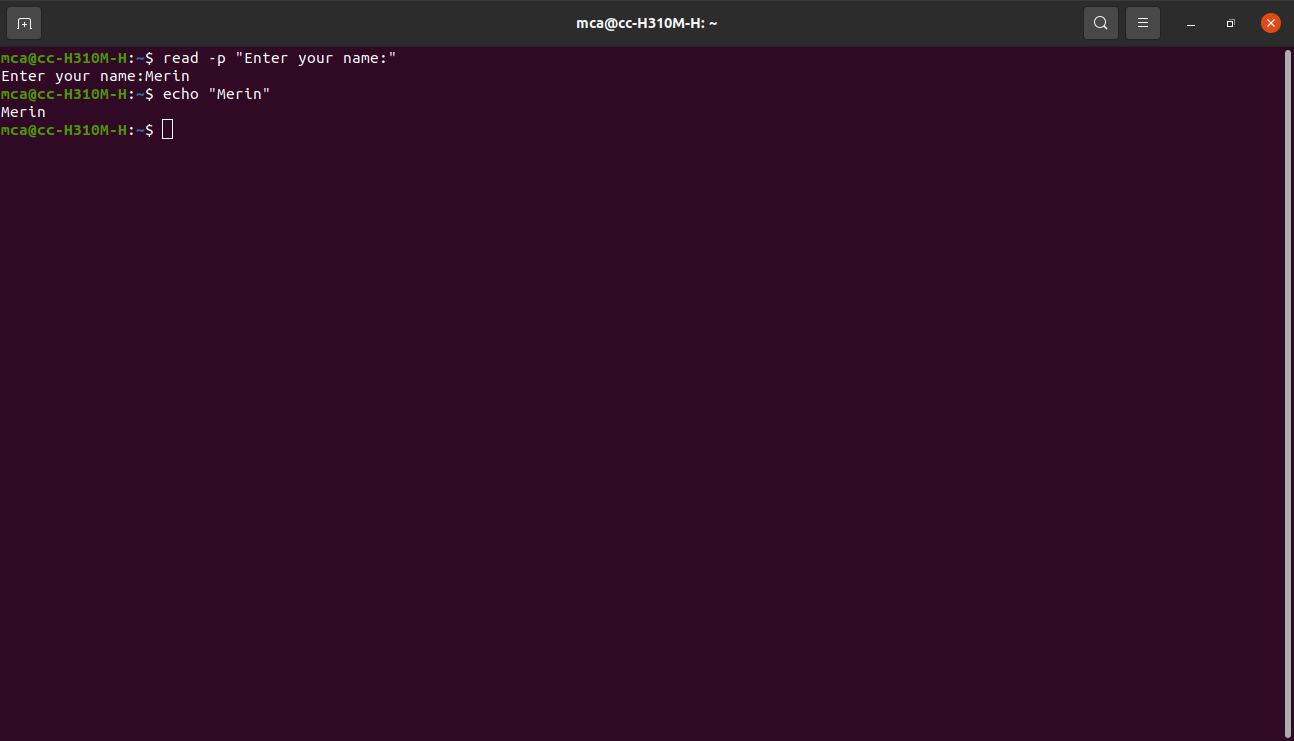 mca@cc-H310M-H: ~
mca@cc-H310M-H:~$ read -p "Enter your name:"
Enter your name:Merin
mca@cc-H310M-H:~$ echo "Merin"
Merin
mca@cc-H310M-H:~$